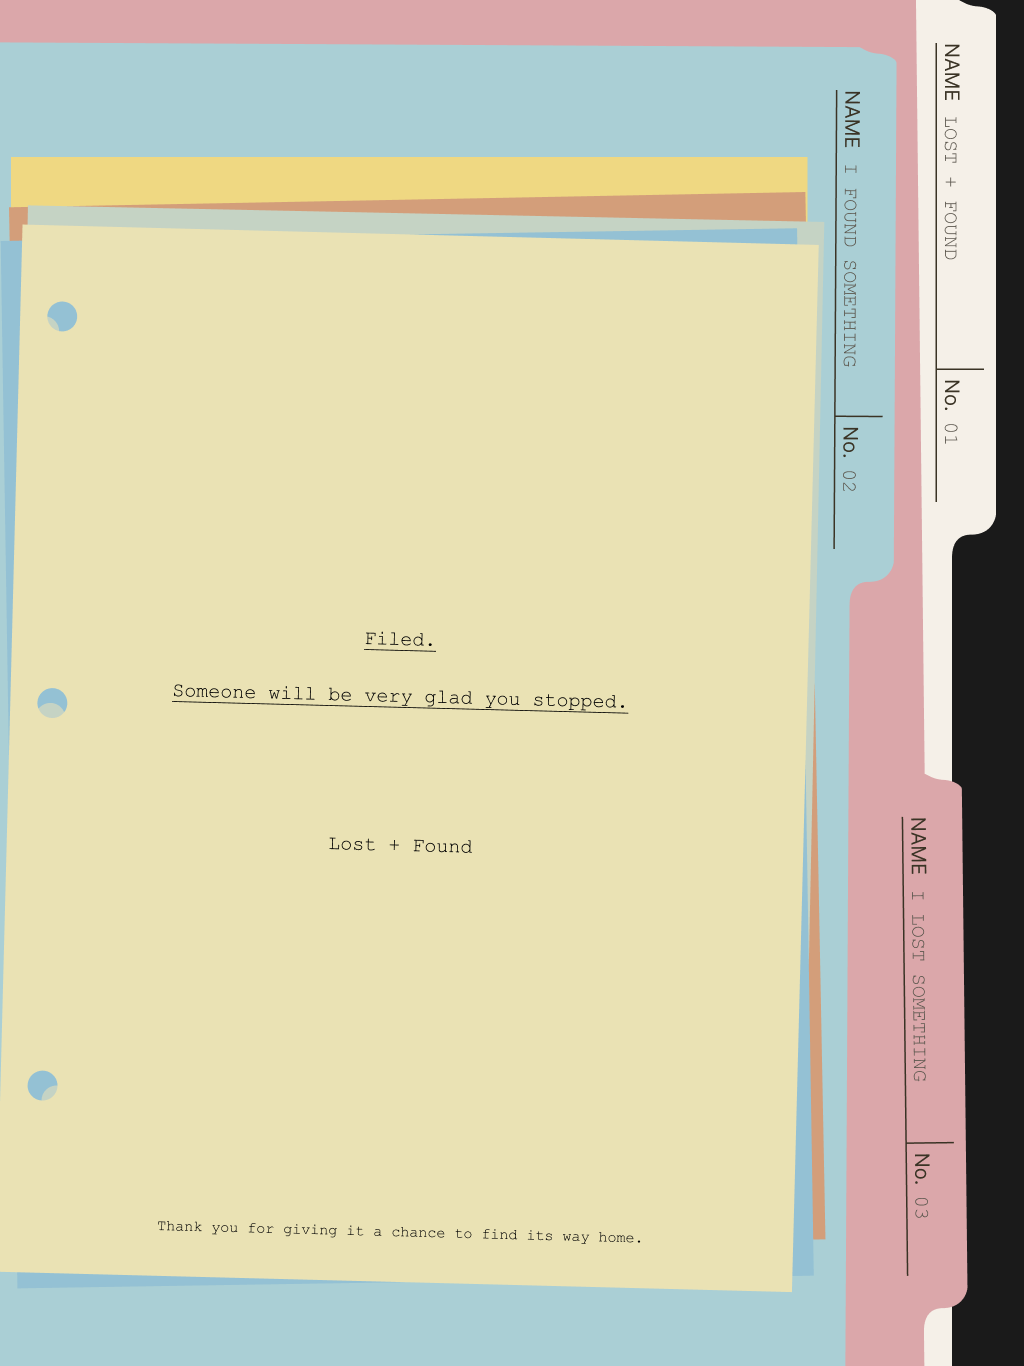 NAME LOST + FOUND
No. 01
NAME I FOUND SOMETHING
No. 02
Filed.
Someone will be very glad you stopped.
Lost + Found
Thank you for giving it a chance to find its way home.
NAME I LOST SOMETHING
No. 03